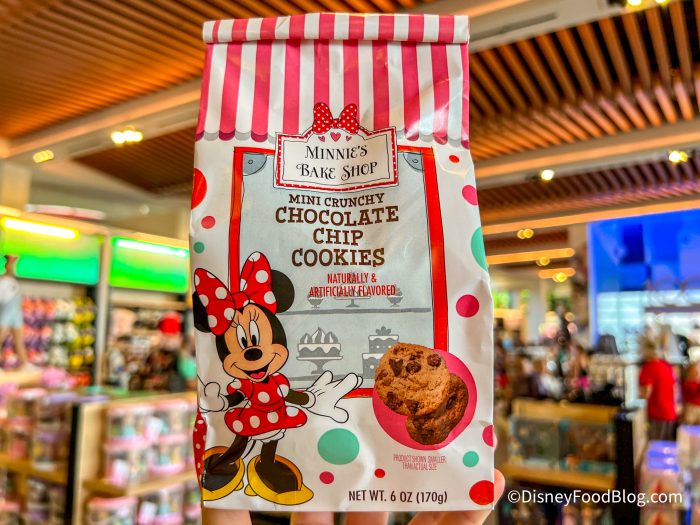 MINNIE'S
BAKE SHOP
MINI CRUNCHY
CHOCOLATE
CHIP
COOKIES
NATURALLY &
ARTIFICIALLY FLAVORED
PRODUCT SHOWN SMALLER
THAN ACTUAL SIZE
NET WT. 6 OZ (170g)
©DisneyFoodBlog.com